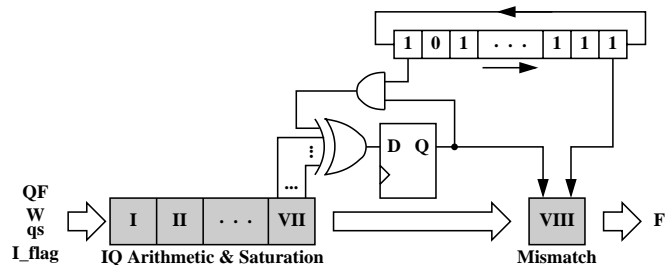 1 0 1 . . . 1 1 1
D Q
...
...
QF
W
qs
I_flag
I II . . . VII
VIII
F
IQ Arithmetic & Saturation
Mismatch